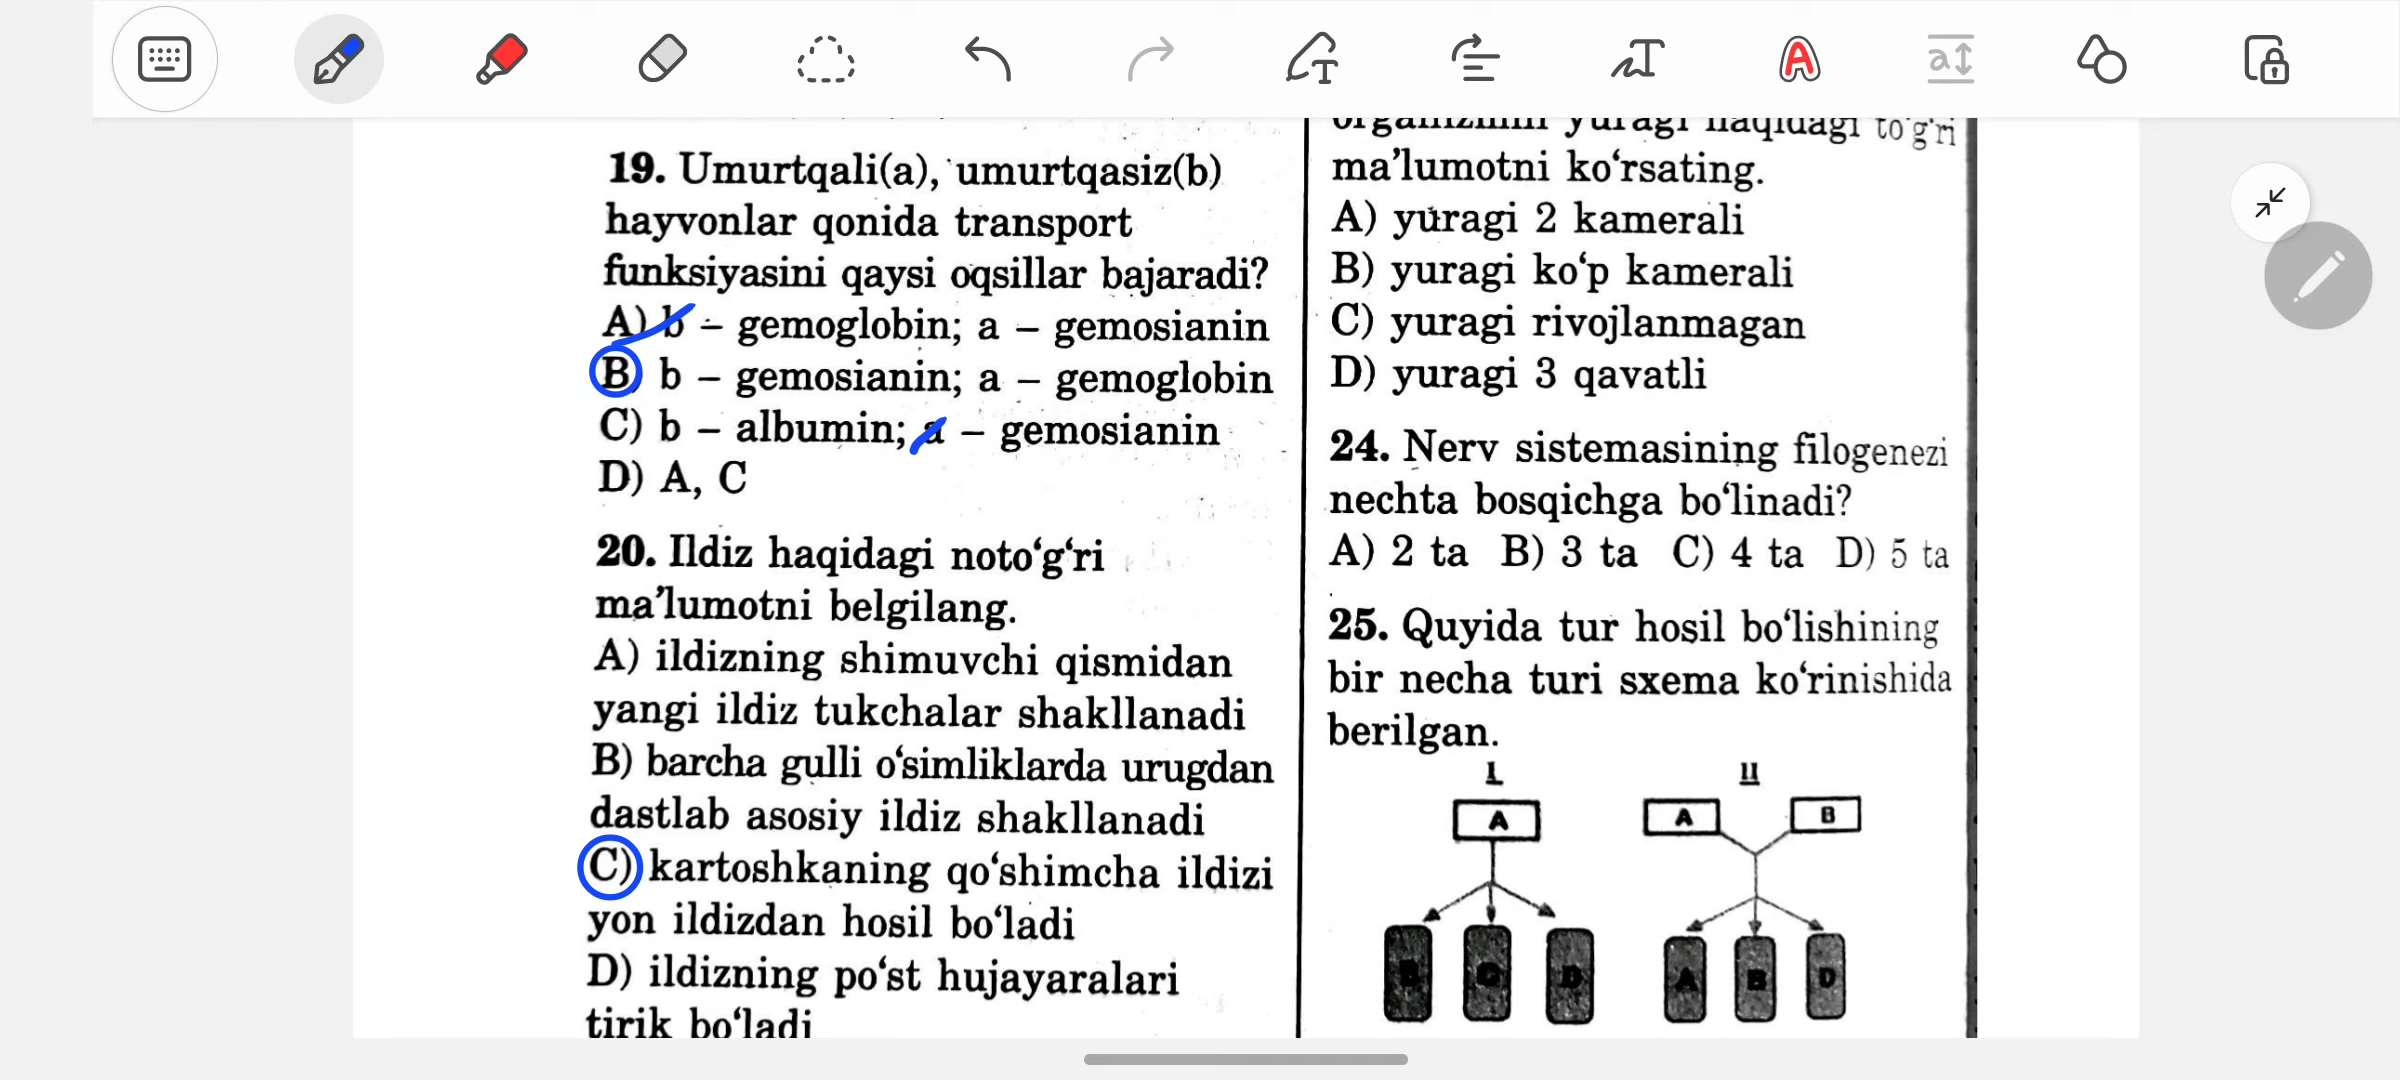 19. Umurtqali(a), umurtqasiz(b)
hayvonlar qonida transport
funksiyasini qaysi oqsillar bajaradi?
A) b – gemoglobin; a – gemosianin
B) b – gemosianin; a – gemoglobin
C) b – albumin; a – gemosianin
D) A, C
20. Ildiz haqidagi noto‘g‘ri
ma’lumotni belgilang.
A) ildizning shimuvchi qismidan
yangi ildiz tukchalar shakllanadi
B) barcha gulli o‘simliklarda urugdan
dastlab asosiy ildiz shakllanadi
C) kartoshkaning qo‘shimcha ildizi
yon ildizdan hosil bo‘ladi
D) ildizning po‘st hujayaralari
tirik bo‘ladi
organizmni yuragi haqidagi to‘g‘ri
ma’lumotni ko‘rsating.
A) yuragi 2 kamerali
B) yuragi ko‘p kamerali
C) yuragi rivojlanmagan
D) yuragi 3 qavatli
24. Nerv sistemasining filogenezi
nechta bosqichga bo‘linadi?
A) 2 ta B) 3 ta C) 4 ta D) 5 ta
25. Quyida tur hosil bo‘lishining
bir necha turi sxema ko‘rinishida
berilgan.
I II
A A B
B C D A B D